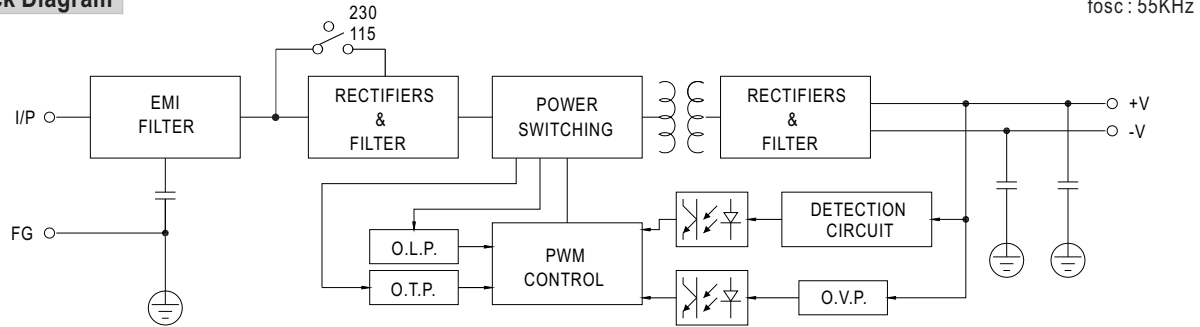 ck Diagram
fosc : 55KHz
230
115
I/P
EMI
FILTER
RECTIFIERS
&
FILTER
POWER
SWITCHING
RECTIFIERS
&
FILTER
+V
-V
FG
O.L.P.
O.T.P.
PWM
CONTROL
DETECTION
CIRCUIT
O.V.P.